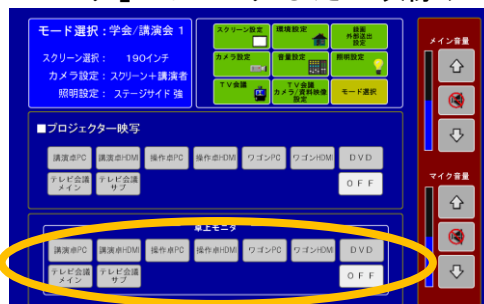 モード選択：学会/講演会 1
スクリーン選択： 190インチ
カメラ設定：スクリーン+講演者
照明設定： ステージサイド 強
スクリーン設定
環境設定
録画
外部送出
設定
カメラ設定
音量設定
照明設定
TV会議
TV会議
カメラ/資料映像
設定
モード選択
メイン音量
マイク音量
■プロジェクター映写
講演卓PC 講演卓HDMI 操作卓PC 操作卓HDMI ワゴンPC ワゴンHDMI DVD
テレビ会議
メイン
テレビ会議
サブ
OFF
卓上モニタ
講演卓PC 講演卓HDMI 操作卓PC 操作卓HDMI ワゴンPC ワゴンHDMI DVD
テレビ会議
メイン
テレビ会議
サブ
OFF